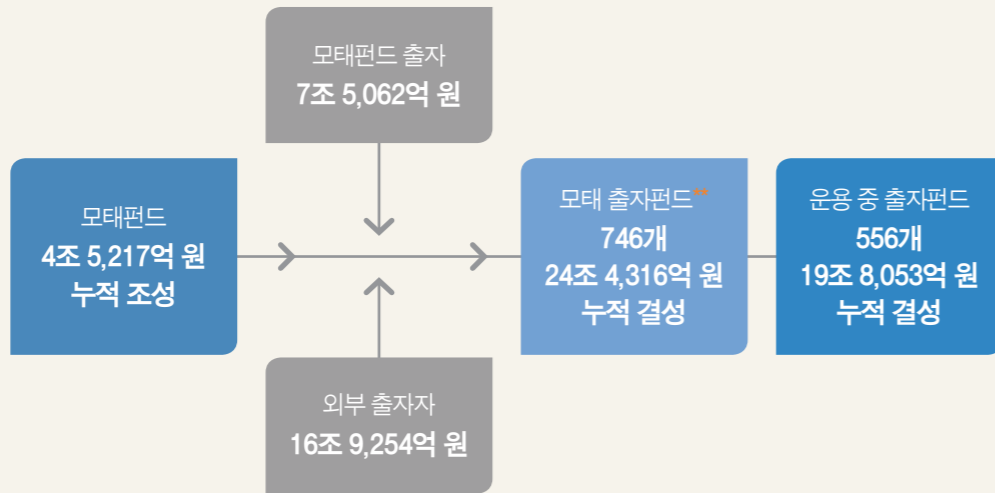 모태펀드 출자
7조 5,062억 원
모태펀드
4조 5,217억 원
누적 조성
모태 출자펀드**
746개
24조 4,316억 원
누적 결성
운용 중 출자펀드
556개
19조 8,053억 원
누적 결성
외부 출자자
16조 9,254억 원